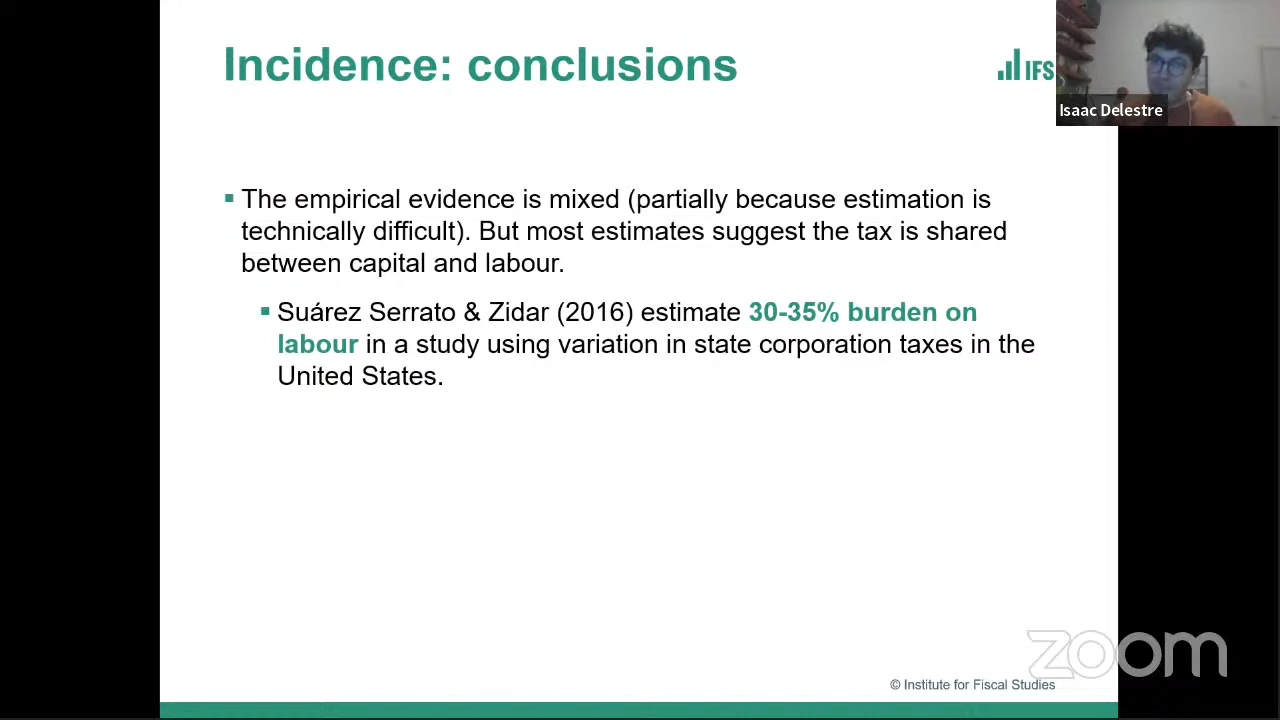 Incidence: conclusions
IFS
Isaac Delestre
▪ The empirical evidence is mixed (partially because estimation is
technically difficult). But most estimates suggest the tax is shared
between capital and labour.
▪ Suárez Serrato & Zidar (2016) estimate 30-35% burden on
labour in a study using variation in state corporation taxes in the
United States.
zoom
© Institute for Fiscal Studies